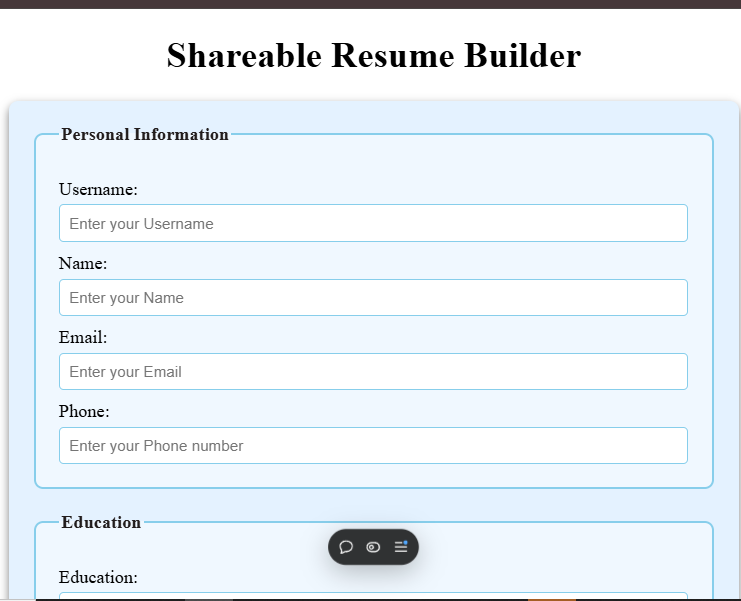 Shareable Resume Builder
Personal Information
Username:
Enter your Username
Name:
Enter your Name
Email:
Enter your Email
Phone:
Enter your Phone number
Education
Education: